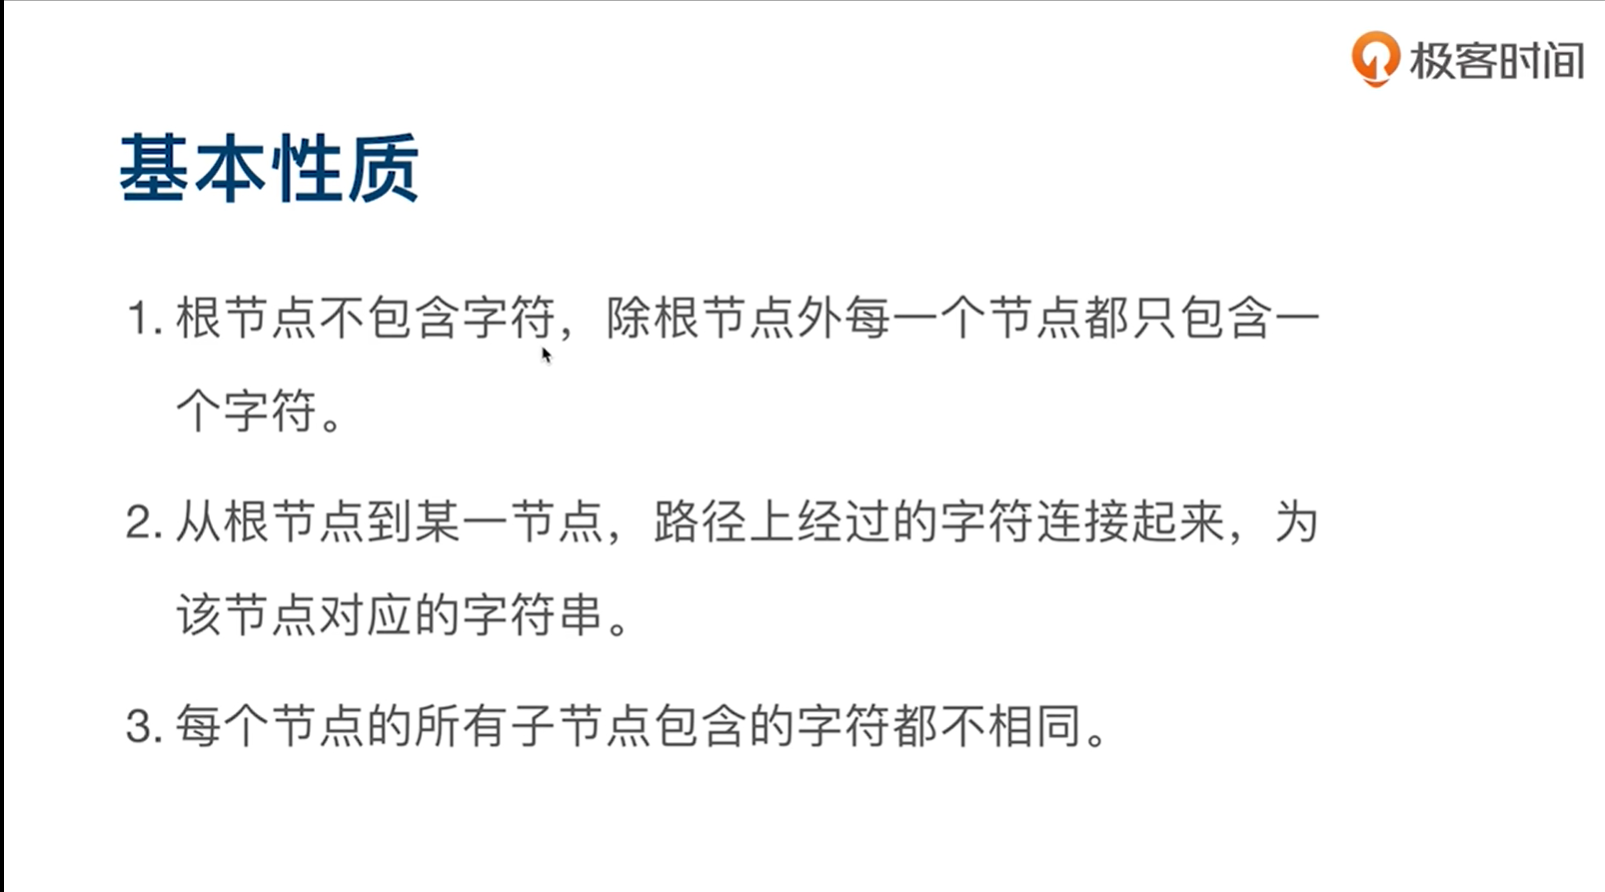 极客时间
基本性质
1. 根节点不包含字符，除根节点外每一个节点都只包含一
个字符。
2. 从根节点到某一节点，路径上经过的字符连接起来，为
该节点对应的字符串。
3. 每个节点的所有子节点包含的字符都不相同。